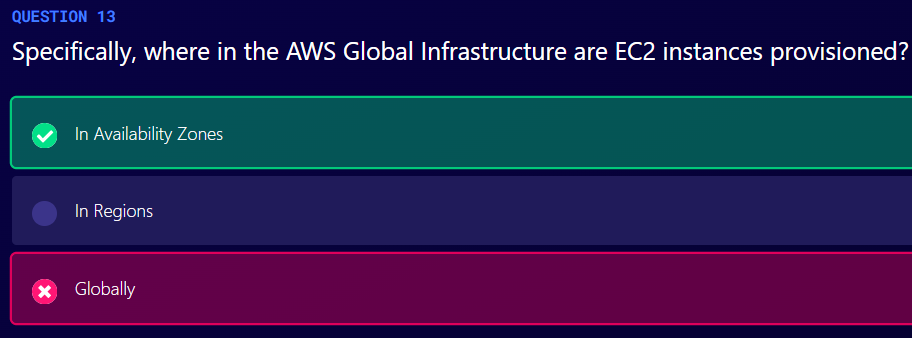 QUESTION 13
Specifically, where in the AWS Global Infrastructure are EC2 instances provisioned?
In Availability Zones
In Regions
Globally